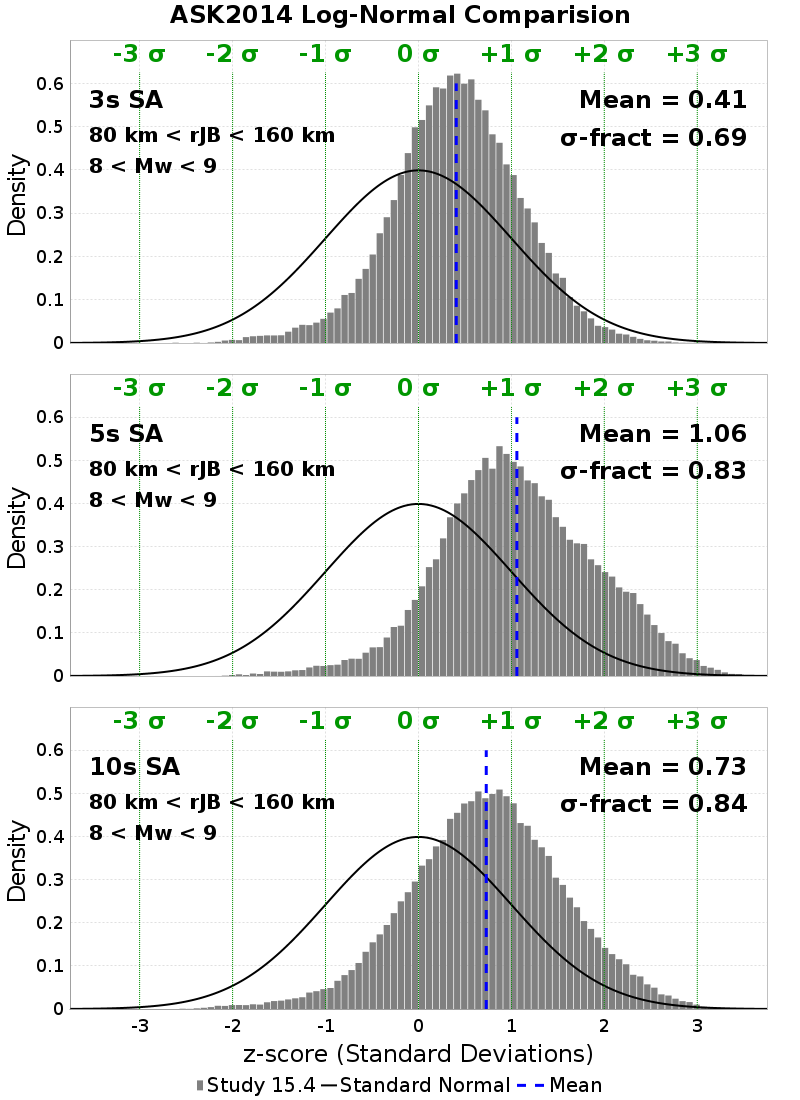 ASK2014 Log-Normal Comparision
-3 σ -2 σ -1 σ 0 σ +1 σ +2 σ +3 σ
3s SA
80 km < rJB < 160 km
8 < Mw < 9
Mean = 0.41
σ-fract = 0.69
Density
0.6
0.5
0.4
0.3
0.2
0.1
0
-3 σ -2 σ -1 σ 0 σ +1 σ +2 σ +3 σ
5s SA
80 km < rJB < 160 km
8 < Mw < 9
Mean = 1.06
σ-fract = 0.83
Density
0.6
0.5
0.4
0.3
0.2
0.1
0
-3 σ -2 σ -1 σ 0 σ +1 σ +2 σ +3 σ
10s SA
80 km < rJB < 160 km
8 < Mw < 9
Mean = 0.73
σ-fract = 0.84
Density
0.6
0.5
0.4
0.3
0.2
0.1
0
-3 -2 -1 0 1 2 3
z-score (Standard Deviations)
Study 15.4 Standard Normal Mean